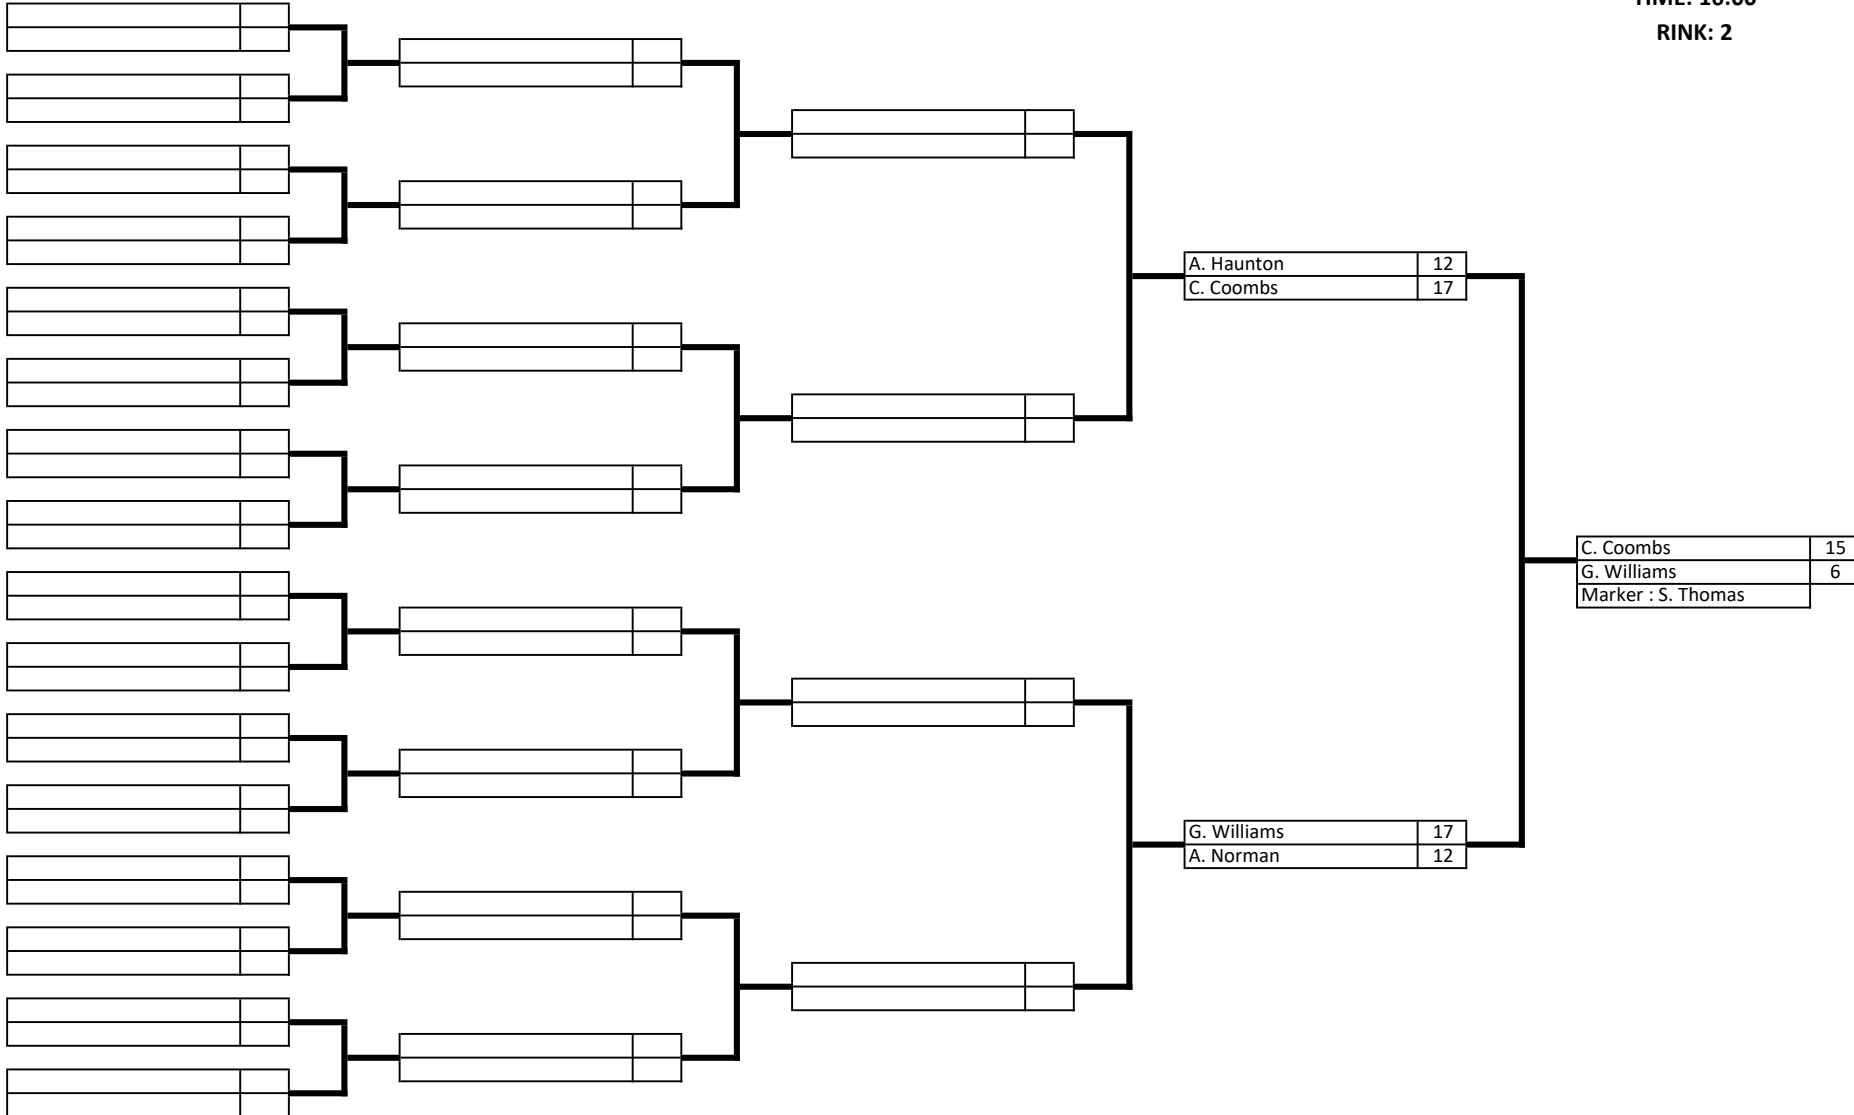 RINK: 2
A. Haunton 12
C. Coombs 17
C. Coombs 15
G. Williams 6
Marker : S. Thomas
G. Williams 17
A. Norman 12